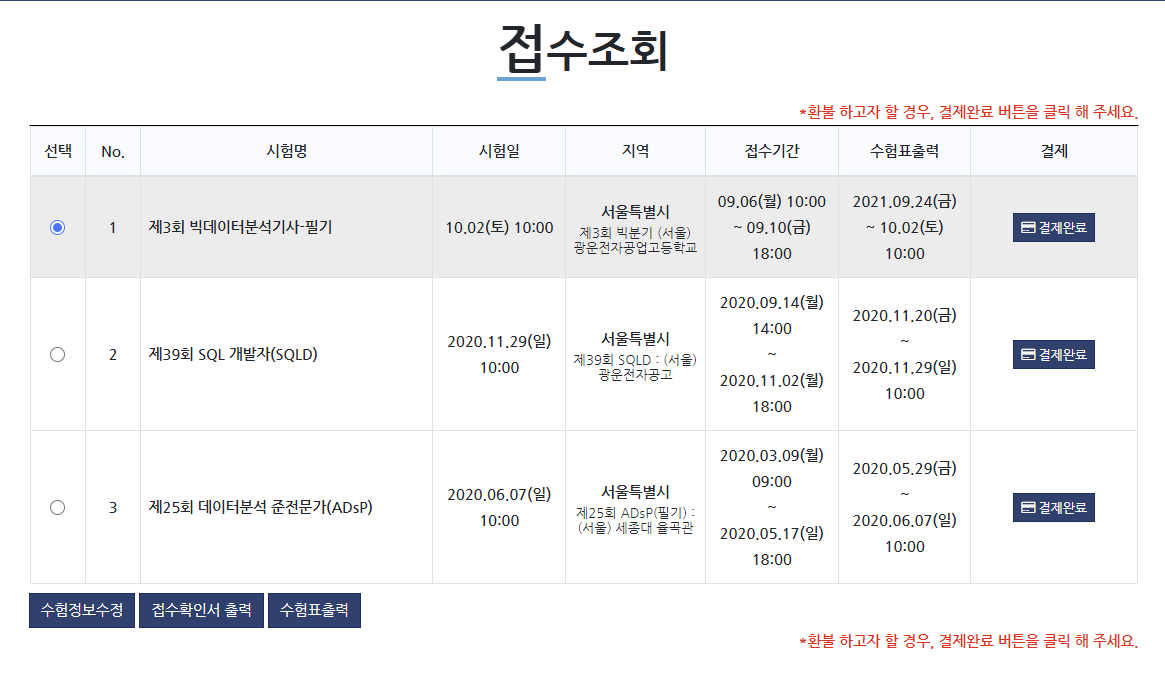 접수조회
*환불 하고자 할 경우, 결제완료 버튼을 클릭 해 주세요.
선택 No. 시험명 시험일 지역 접수기간 수험표출력 결제
1 제3회 빅데이터분석기사-필기
10.02(토) 10:00
서울특별시
제3회 빅분기 (서울)
광운전자공업고등학교
09.06(월) 10:00
~ 09.10(금)
18:00
2021.09.24(금)
~ 10.02(토)
10:00
결제완료
2 제39회 SQL 개발자(SQLD)
2020.11.29(일)
10:00
서울특별시
제39회 SQLD : (서울)
광운전자공고
2020.09.14(월)
14:00
~
2020.11.02(월)
18:00
2020.11.20(금)
~
2020.11.29(일)
10:00
결제완료
3 제25회 데이터분석 준전문가(ADsP)
2020.06.07(일)
10:00
서울특별시
제25회 ADsP(필기) :
(서울) 세종대 율곡관
2020.03.09(월)
09:00
~
2020.05.17(일)
18:00
2020.05.29(금)
~
2020.06.07(일)
10:00
결제완료
수험정보수정 접수확인서 출력 수험표출력
*환불 하고자 할 경우, 결제완료 버튼을 클릭 해 주세요.